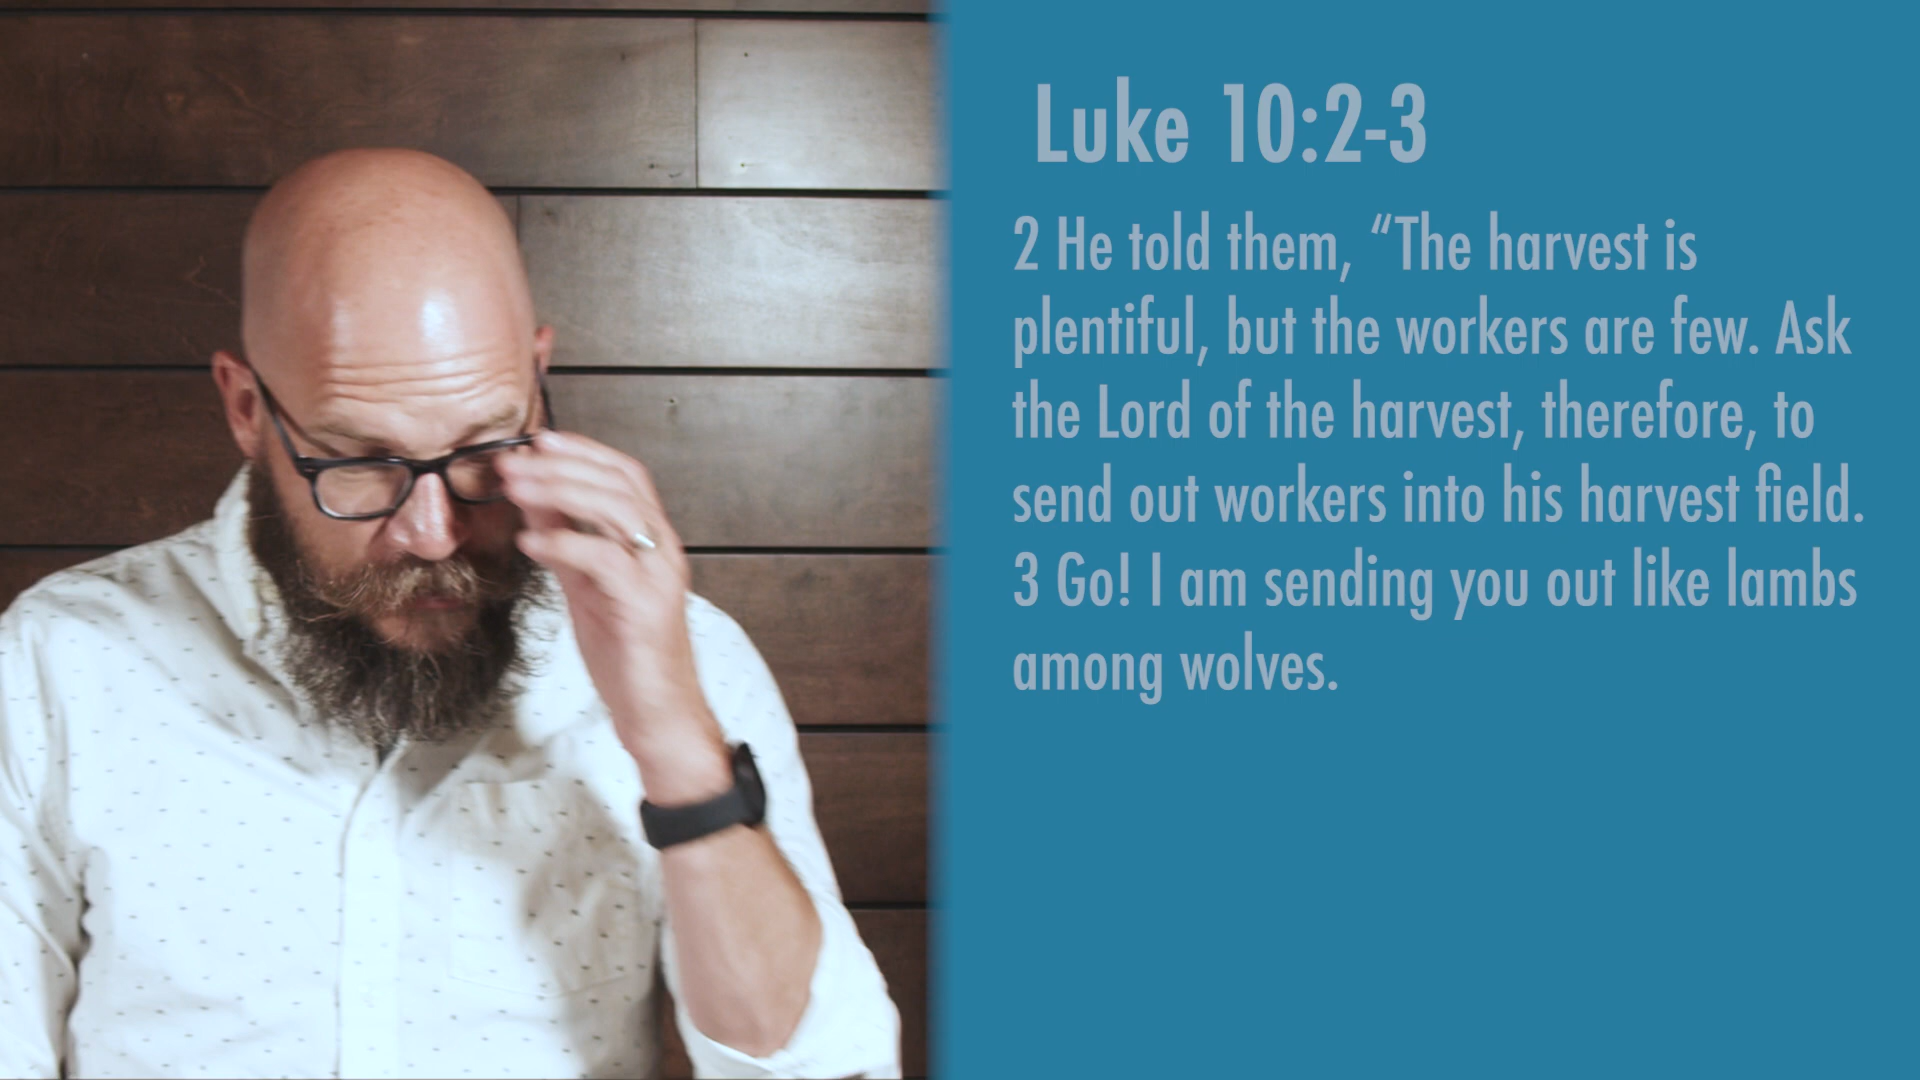 Luke 10:2-3
2 He told them, “The harvest is
plentiful, but the workers are few. Ask
the Lord of the harvest, therefore, to
send out workers into his harvest field.
3 Go! I am sending you out like lambs
among wolves.